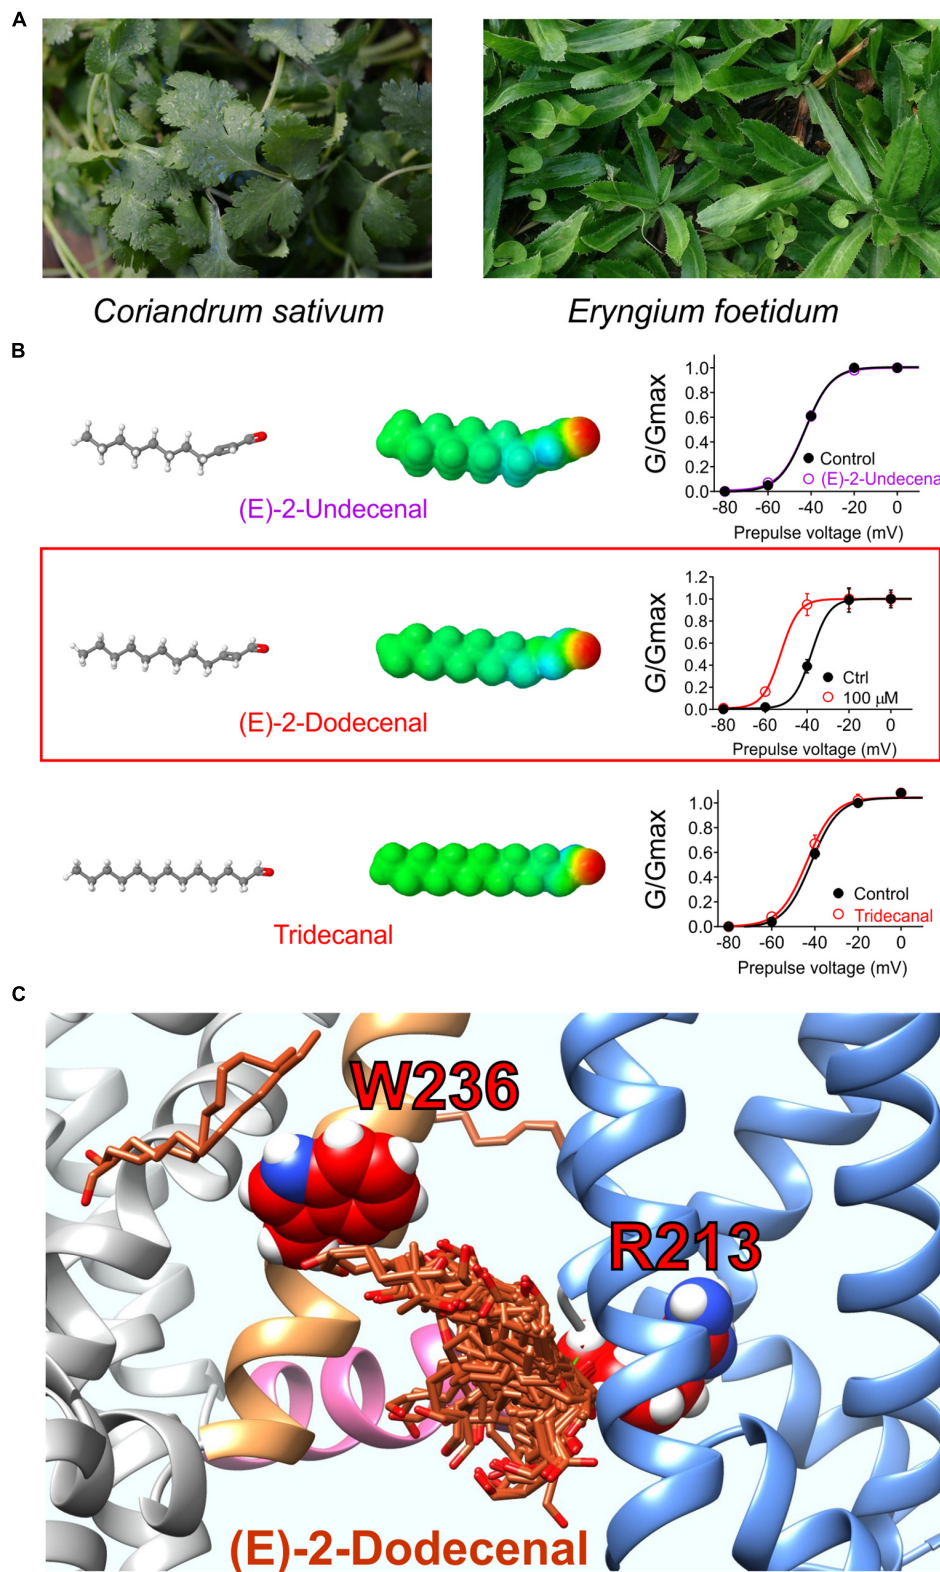 A
Coriandrum sativum
Eryngium foetidum
B
(E)-2-Undecenal
G/Gmax
1.0
0.8
0.6
0.4
0.2
0.0
Control
(E)-2-Undecena
-80 -60 -40 -20 0
Prepulse voltage (mV)
(E)-2-Dodecenal
G/Gmax
1.2
1.0
0.8
0.6
0.4
0.2
0.0
Ctrl
100 μM
-80 -60 -40 -20 0
Prepulse voltage (mV)
Tridecanal
G/Gmax
1.0
0.8
0.6
0.4
0.2
0.0
Control
Tridecanal
-80 -60 -40 -20 0
Prepulse voltage (mV)
C
W236
R213
(E)-2-Dodecenal